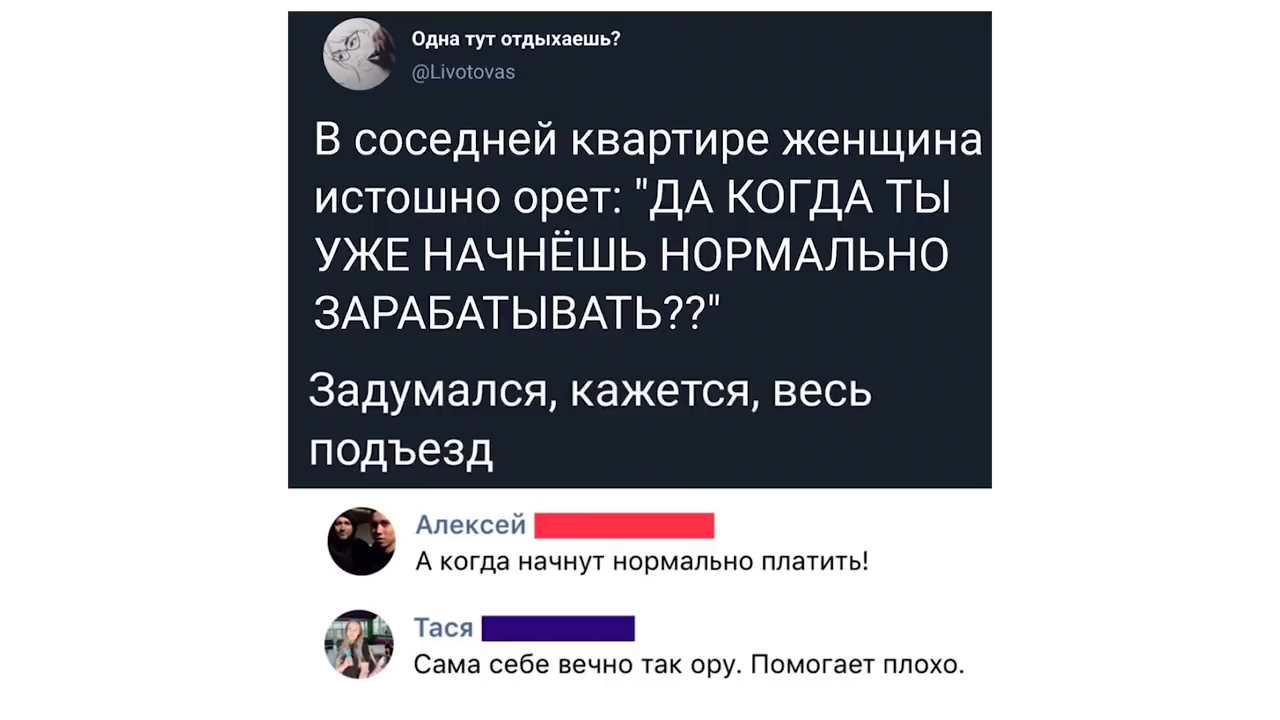 Одна тут отдыхаешь?
@Livotovas
В соседней квартире женщина
истошно орет: "ДА КОГДА ТЫ
УЖЕ НАЧНЁШЬ НОРМАЛЬНО
ЗАРАБАТЫВАТЬ??"
Задумался, кажется, весь
подъезд
Алексей
А когда начнут нормально платить!
Тася
Сама себе вечно так ору. Помогает плохо.